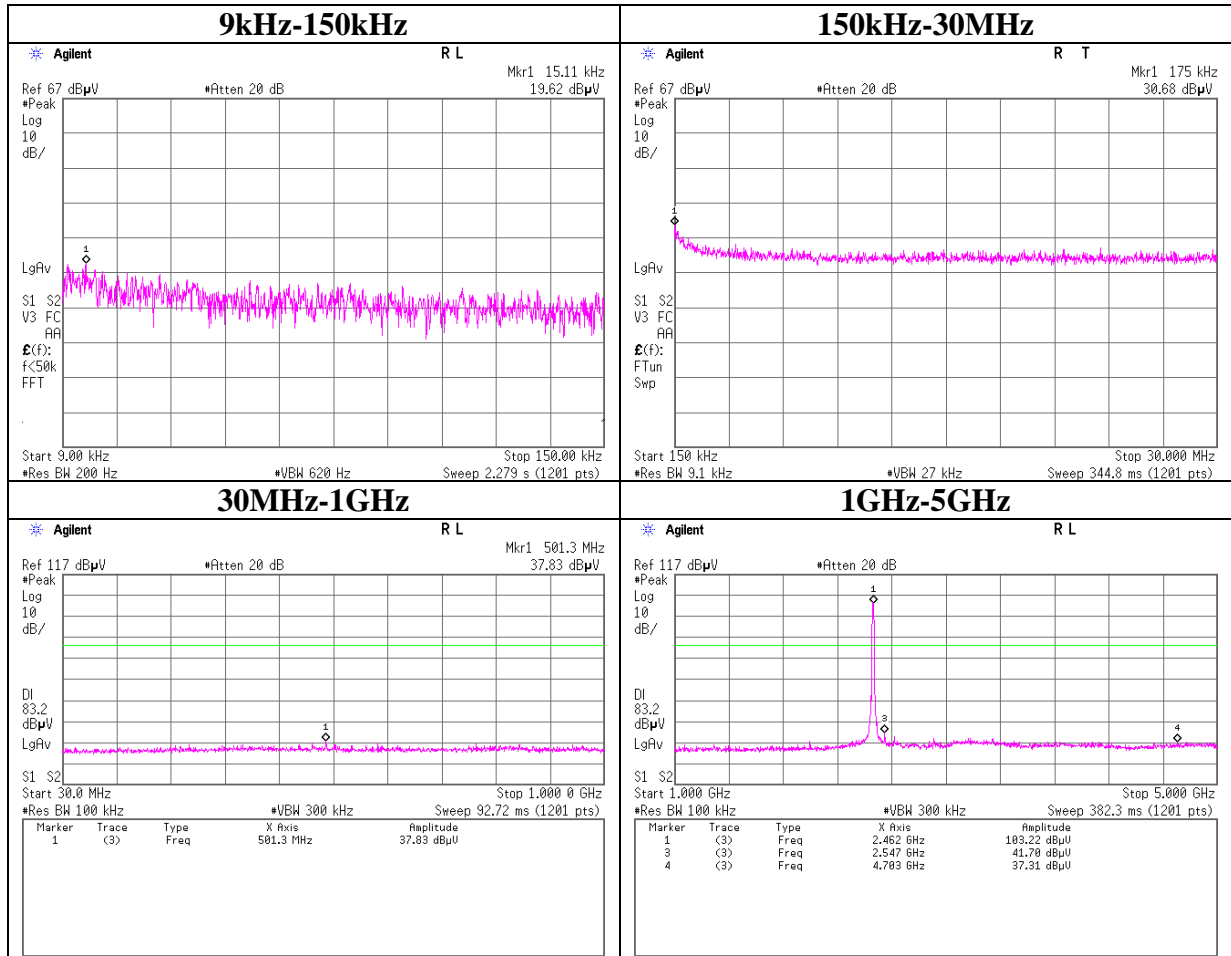 9kHz-150kHz
Agilent
R L
Mkr1 15.11 kHz
Ref 67 dBµV
#Atten 20 dB
19.62 dBµV
#Peak
Log
10
dB/
1
LgAv
S1 S2
V3 FC
AA
£(f):
f<50k
FFT
Start 9.00 kHz
Stop 150.00 kHz
#Res BW 200 Hz
#VBW 620 Hz
Sweep 2.279 s (1201 pts)
150kHz-30MHz
Agilent
R T
Mkr1 175 kHz
Ref 67 dBµV
#Atten 20 dB
30.68 dBµV
#Peak
Log
10
dB/
1
LgAv
S1 S2
V3 FC
AA
£(f):
FTun
Swp
Start 150 kHz
Stop 30.000 MHz
#Res BW 9.1 kHz
#VBW 27 kHz
Sweep 344.8 ms (1201 pts)
30MHz-1GHz
Agilent
R L
Mkr1 501.3 MHz
Ref 117 dBµV
#Atten 20 dB
37.83 dBµV
#Peak
Log
10
dB/
DI
83.2
dBµV
1
LgAv
S1 S2
Start 30.0 MHz
Stop 1.000 0 GHz
#Res BW 100 kHz
#VBW 300 kHz
Sweep 92.72 ms (1201 pts)
Marker Trace Type X Axis Amplitude
1 (3) Freq 501.3 MHz 37.83 dBµV
1GHz-5GHz
Agilent
R L
Ref 117 dBµV
#Atten 20 dB
#Peak
Log
10
dB/
1
DI
83.2
dBµV
3
4
LgAv
S1 S2
Start 1.000 GHz
Stop 5.000 GHz
#Res BW 100 kHz
#VBW 300 kHz
Sweep 382.3 ms (1201 pts)
Marker Trace Type X Axis Amplitude
1 (3) Freq 2.462 GHz 103.22 dBµV
3 (3) Freq 2.547 GHz 41.70 dBµV
4 (3) Freq 4.703 GHz 37.31 dBµV